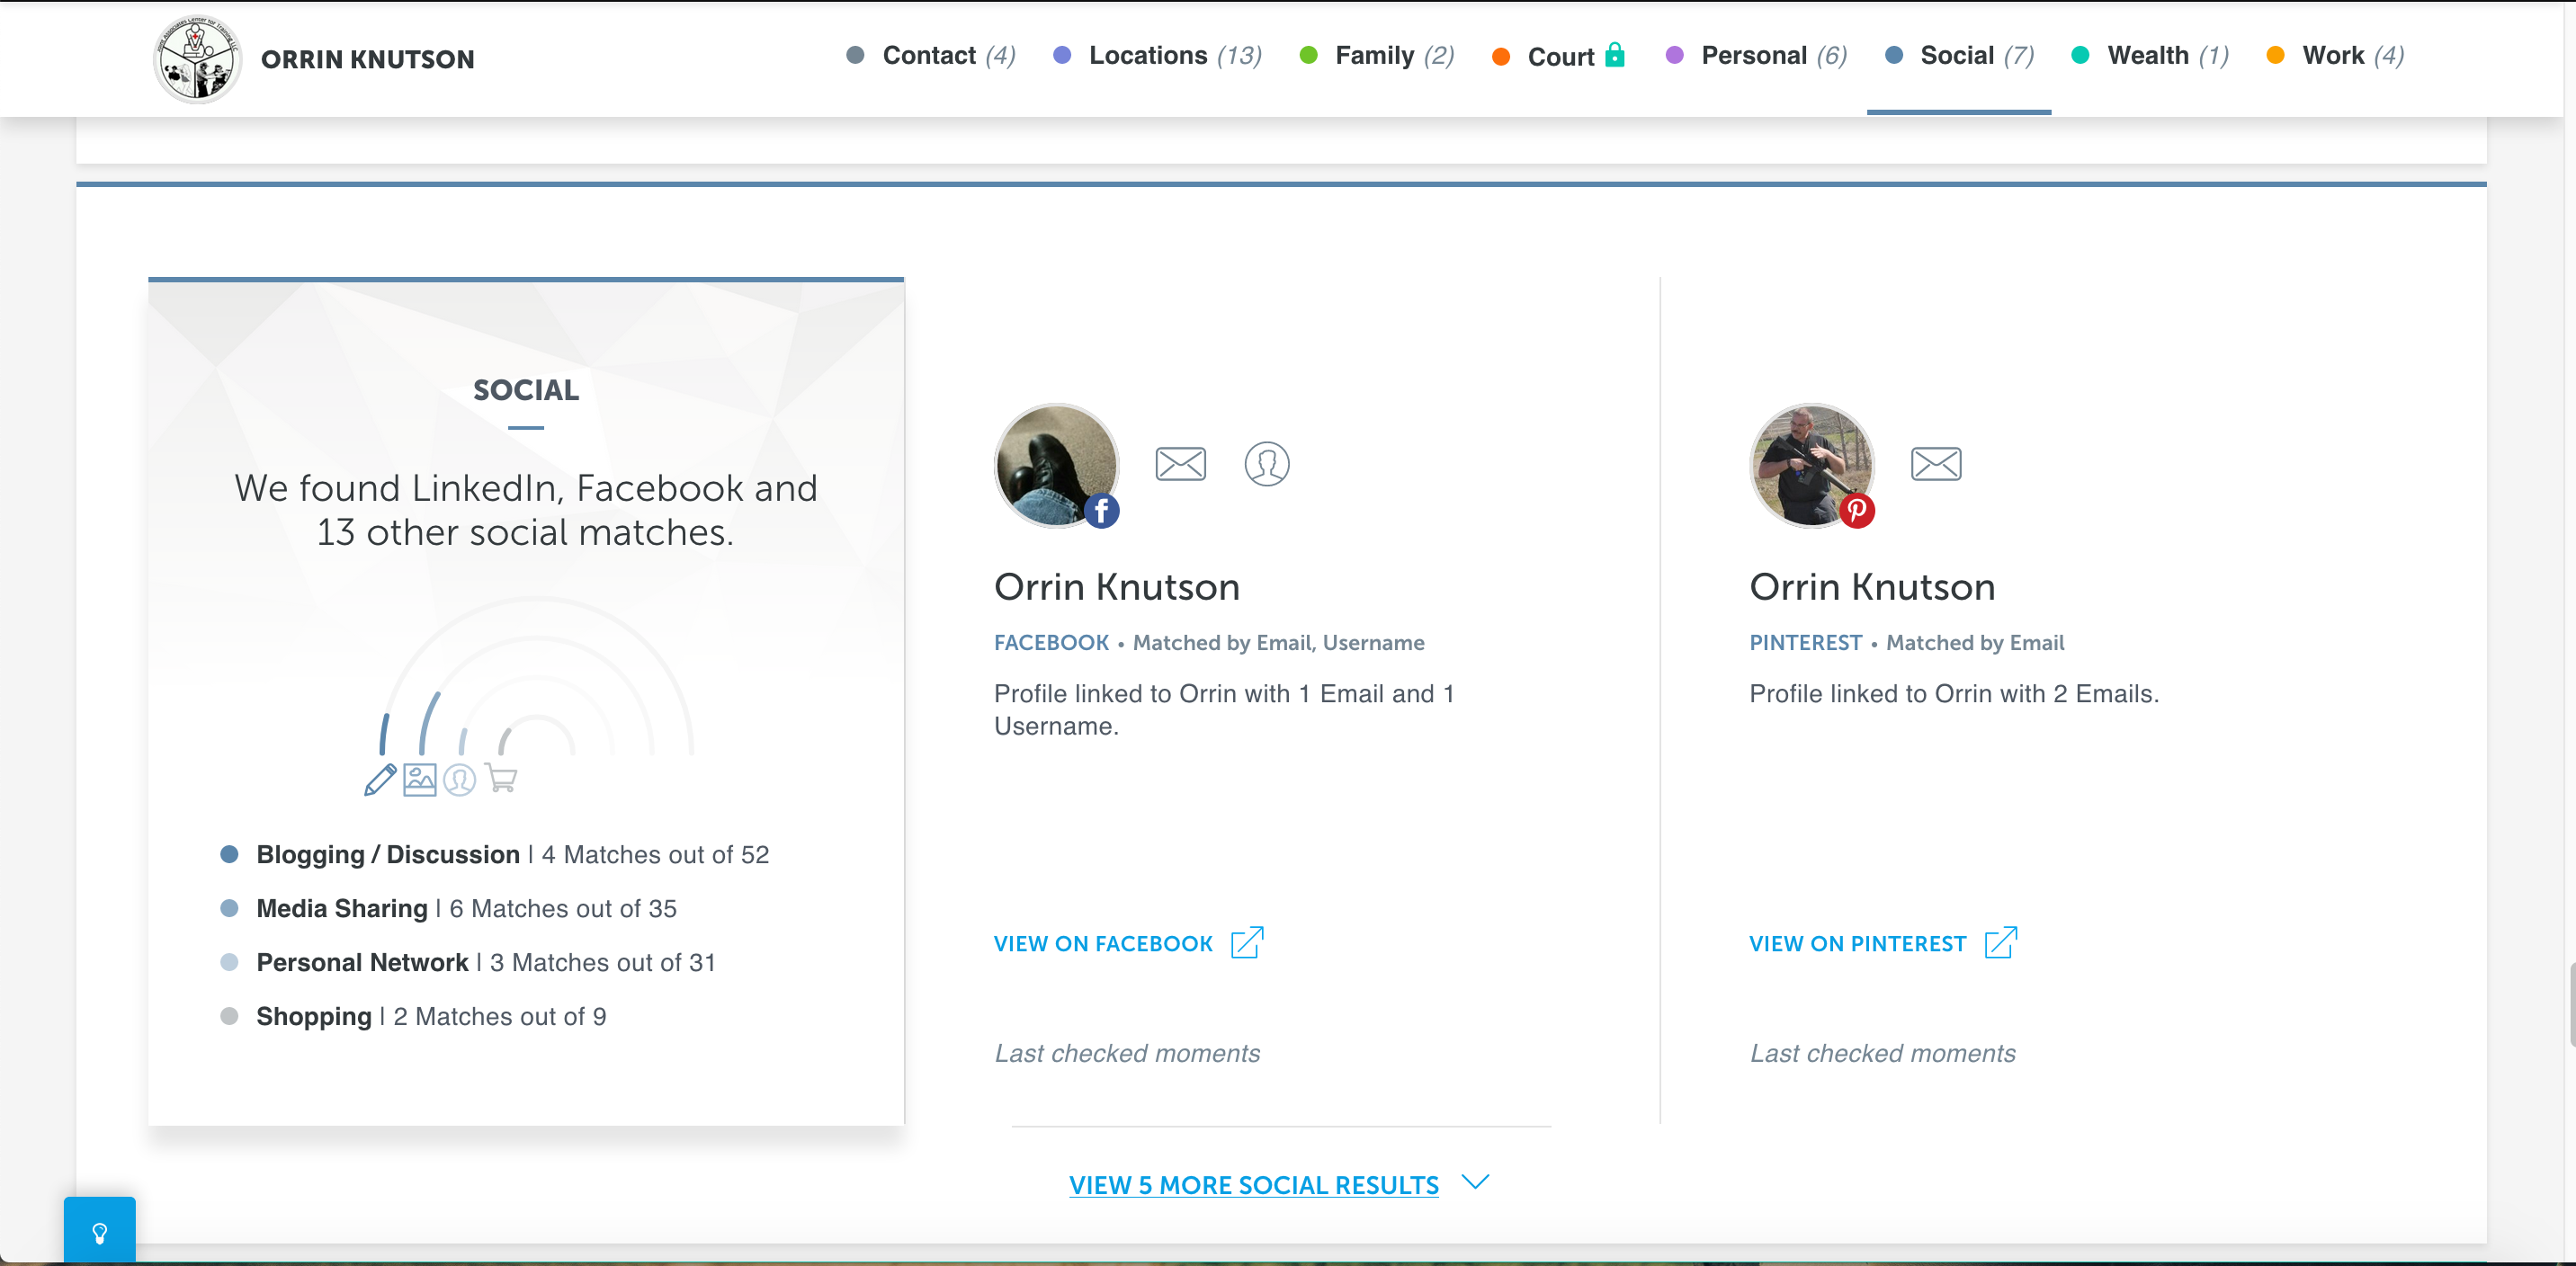 ORRIN KNUTSON
Contact (4)
Locations (13)
Family (2)
Court
Personal (6)
Social (7)
Wealth (1)
Work (4)
SOCIAL
We found LinkedIn, Facebook and
13 other social matches.
Blogging / Discussion | 4 Matches out of 52
Media Sharing | 6 Matches out of 35
Personal Network | 3 Matches out of 31
Shopping | 2 Matches out of 9
Orrin Knutson
FACEBOOK • Matched by Email, Username
Profile linked to Orrin with 1 Email and 1
Username.
VIEW ON FACEBOOK
Last checked moments
Orrin Knutson
PINTEREST • Matched by Email
Profile linked to Orrin with 2 Emails.
VIEW ON PINTEREST
Last checked moments
VIEW 5 MORE SOCIAL RESULTS